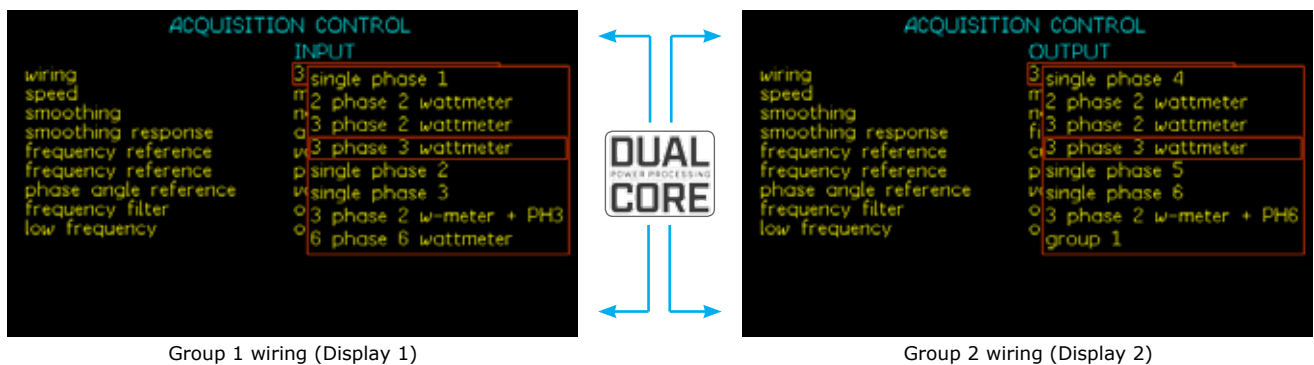 ACQUISITION CONTROL
INPUT
wiring 3
single phase 1
speed
2 phase 2 wattmeter
smoothing
3 phase 2 wattmeter
smoothing response
3 phase 3 wattmeter
frequency reference
single phase 2
frequency reference
single phase 3
phase angle reference
3 phase 2 w-meter + PH3
frequency filter
6 phase 6 wattmeter
low frequency
DUAL
POWER PROCESSING
CORE
ACQUISITION CONTROL
OUTPUT
wiring 3
single phase 4
speed
2 phase 2 wattmeter
smoothing
3 phase 2 wattmeter
smoothing response
3 phase 3 wattmeter
frequency reference
single phase 5
frequency reference
single phase 6
phase angle reference
3 phase 2 w-meter + PH6
frequency filter
group 1
low frequency
Group 1 wiring (Display 1)
Group 2 wiring (Display 2)